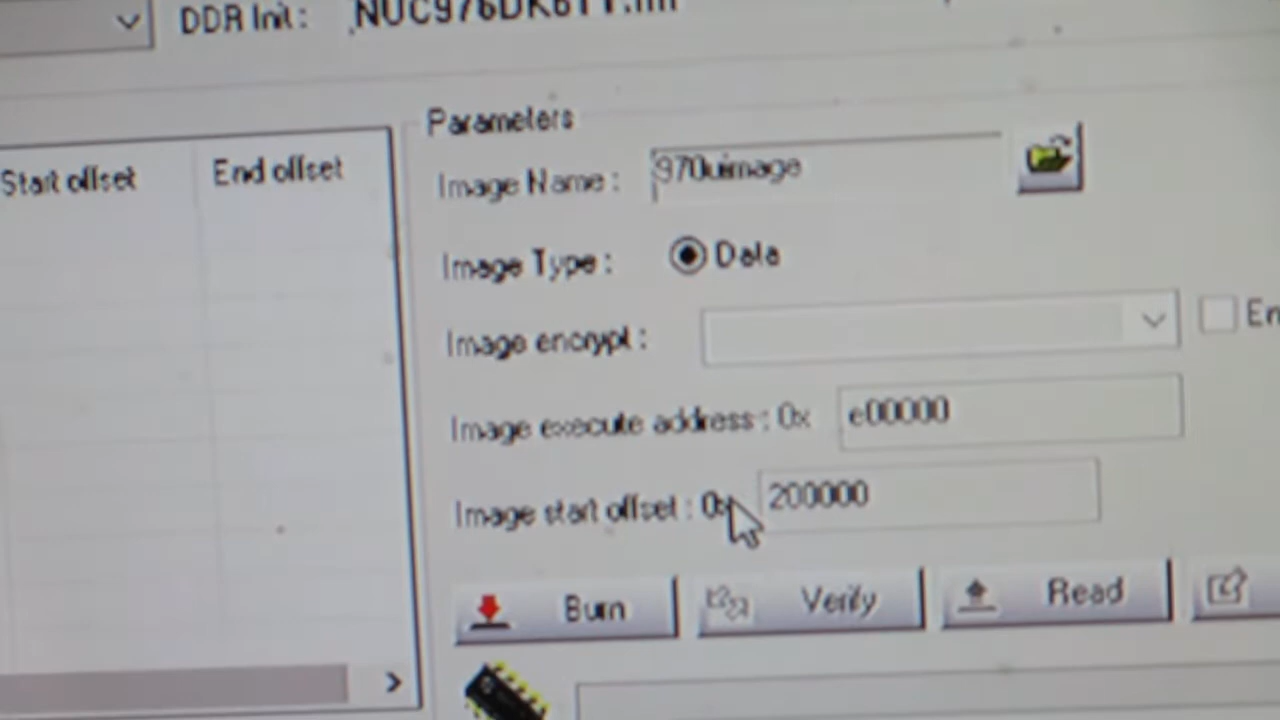 DDR Init :
Start offset End offset
Parameters
Image Name : 970uimage
Image Type : Data
Image encrypt : En
Image execute address : 0x e00000
Image start offset : 0x 200000
Burn Verify Read